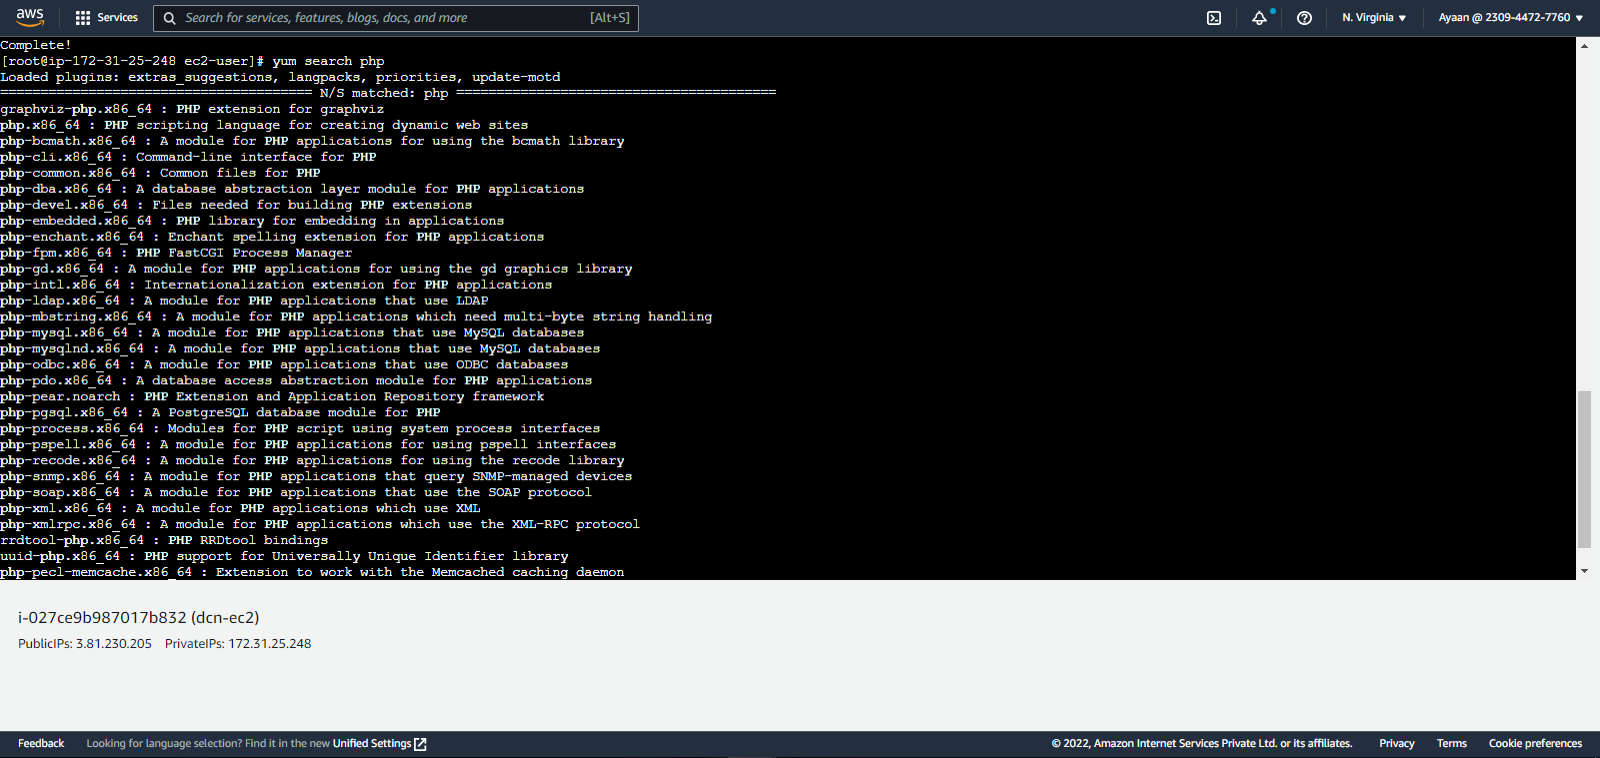 aws Services Search for services, features, blogs, docs, and more [Alt+S] N. Virginia Ayaan @ 2309-4472-7760
Complete!
[root@ip-172-31-25-248 ec2-user]# yum search php
Loaded plugins: extras_suggestions, langpacks, priorities, update-motd
======================================= N/S matched: php ========================================
graphviz-php.x86_64 : PHP extension for graphviz
php.x86_64 : PHP scripting language for creating dynamic web sites
php-bcmath.x86_64 : A module for PHP applications for using the bcmath library
php-cli.x86_64 : Command-line interface for PHP
php-common.x86_64 : Common files for PHP
php-dba.x86_64 : A database abstraction layer module for PHP applications
php-devel.x86_64 : Files needed for building PHP extensions
php-embedded.x86_64 : PHP library for embedding in applications
php-enchant.x86_64 : Enchant spelling extension for PHP applications
php-fpm.x86_64 : PHP FastCGI Process Manager
php-gd.x86_64 : A module for PHP applications for using the gd graphics library
php-intl.x86_64 : Internationalization extension for PHP applications
php-ldap.x86_64 : A module for PHP applications that use LDAP
php-mbstring.x86_64 : A module for PHP applications which need multi-byte string handling
php-mysql.x86_64 : A module for PHP applications that use MySQL databases
php-mysqlnd.x86_64 : A module for PHP applications that use MySQL databases
php-odbc.x86_64 : A module for PHP applications that use ODBC databases
php-pdo.x86_64 : A database access abstraction module for PHP applications
php-pear.noarch : PHP Extension and Application Repository framework
php-pgsql.x86_64 : A PostgreSQL database module for PHP
php-process.x86_64 : Modules for PHP script using system process interfaces
php-pspell.x86_64 : A module for PHP applications for using pspell interfaces
php-recode.x86_64 : A module for PHP applications for using the recode library
php-snmp.x86_64 : A module for PHP applications that query SNMP-managed devices
php-soap.x86_64 : A module for PHP applications that use the SOAP protocol
php-xml.x86_64 : A module for PHP applications which use XML
php-xmlrpc.x86_64 : A module for PHP applications which use the XML-RPC protocol
rrdtool-php.x86_64 : PHP RRDtool bindings
uuid-php.x86_64 : PHP support for Universally Unique Identifier library
php-pecl-memcache.x86_64 : Extension to work with the Memcached caching daemon
i-027ce9b987017b832 (dcn-ec2)
PublicIPs: 3.81.230.205 PrivateIPs: 172.31.25.248
Feedback Looking for language selection? Find it in the new Unified Settings © 2022, Amazon Internet Services Private Ltd. or its affiliates. Privacy Terms Cookie preferences